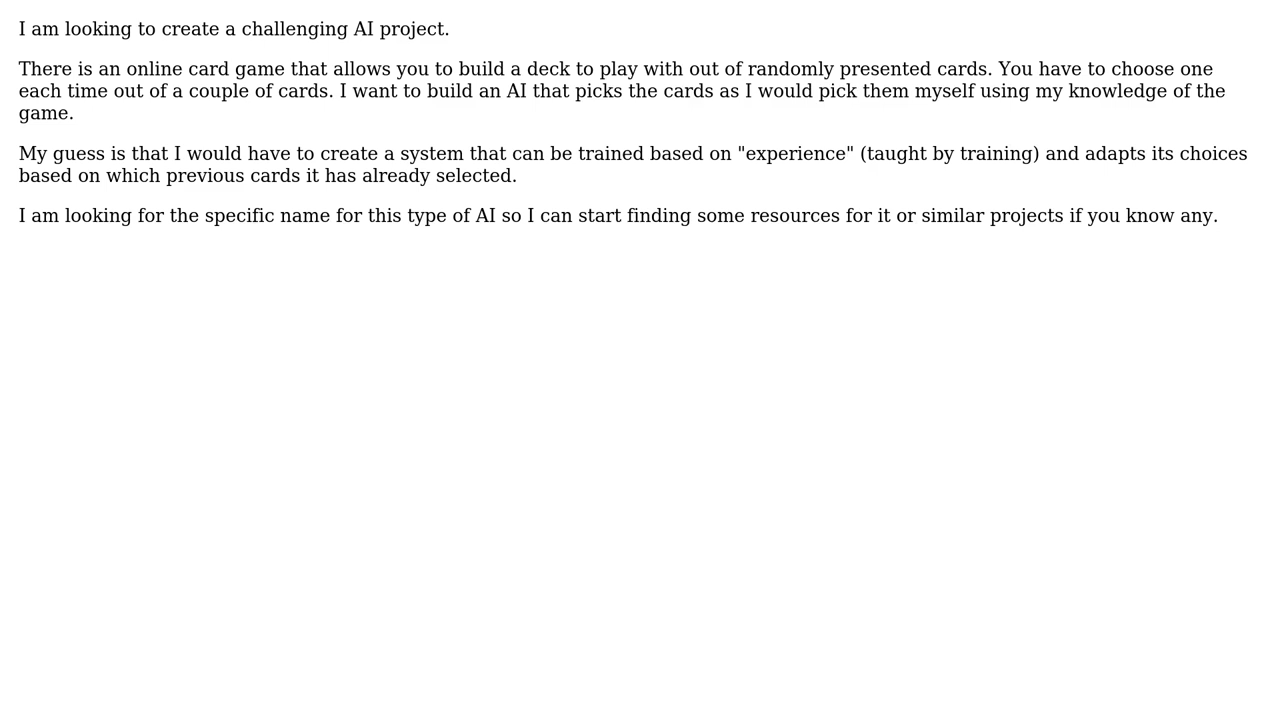 I am looking to create a challenging AI project.
There is an online card game that allows you to build a deck to play with out of randomly presented cards. You have to choose one
each time out of a couple of cards. I want to build an AI that picks the cards as I would pick them myself using my knowledge of the
game.
My guess is that I would have to create a system that can be trained based on "experience" (taught by training) and adapts its choices
based on which previous cards it has already selected.
I am looking for the specific name for this type of AI so I can start finding some resources for it or similar projects if you know any.